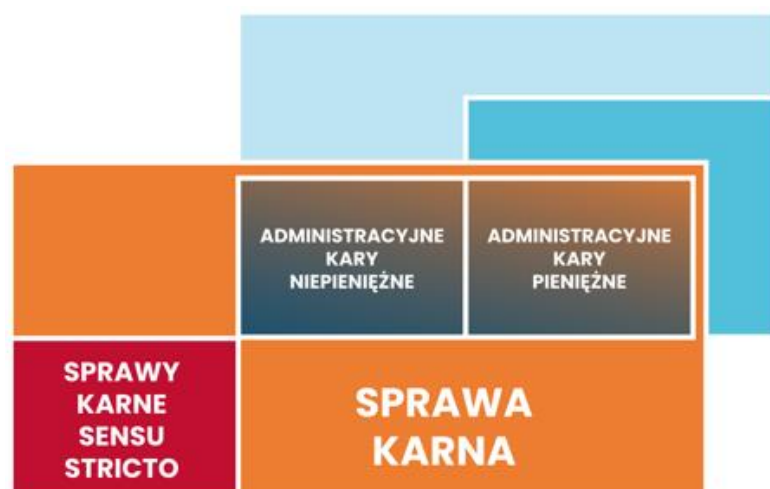 ADMINISTRACYJNE
KARY
NIEPIENIĘŻNE
ADMINISTRACYJNE
KARY
PIENIĘŻNE
SPRAWY
KARNE
SENSU
STRICTO
SPRAWA
KARNA